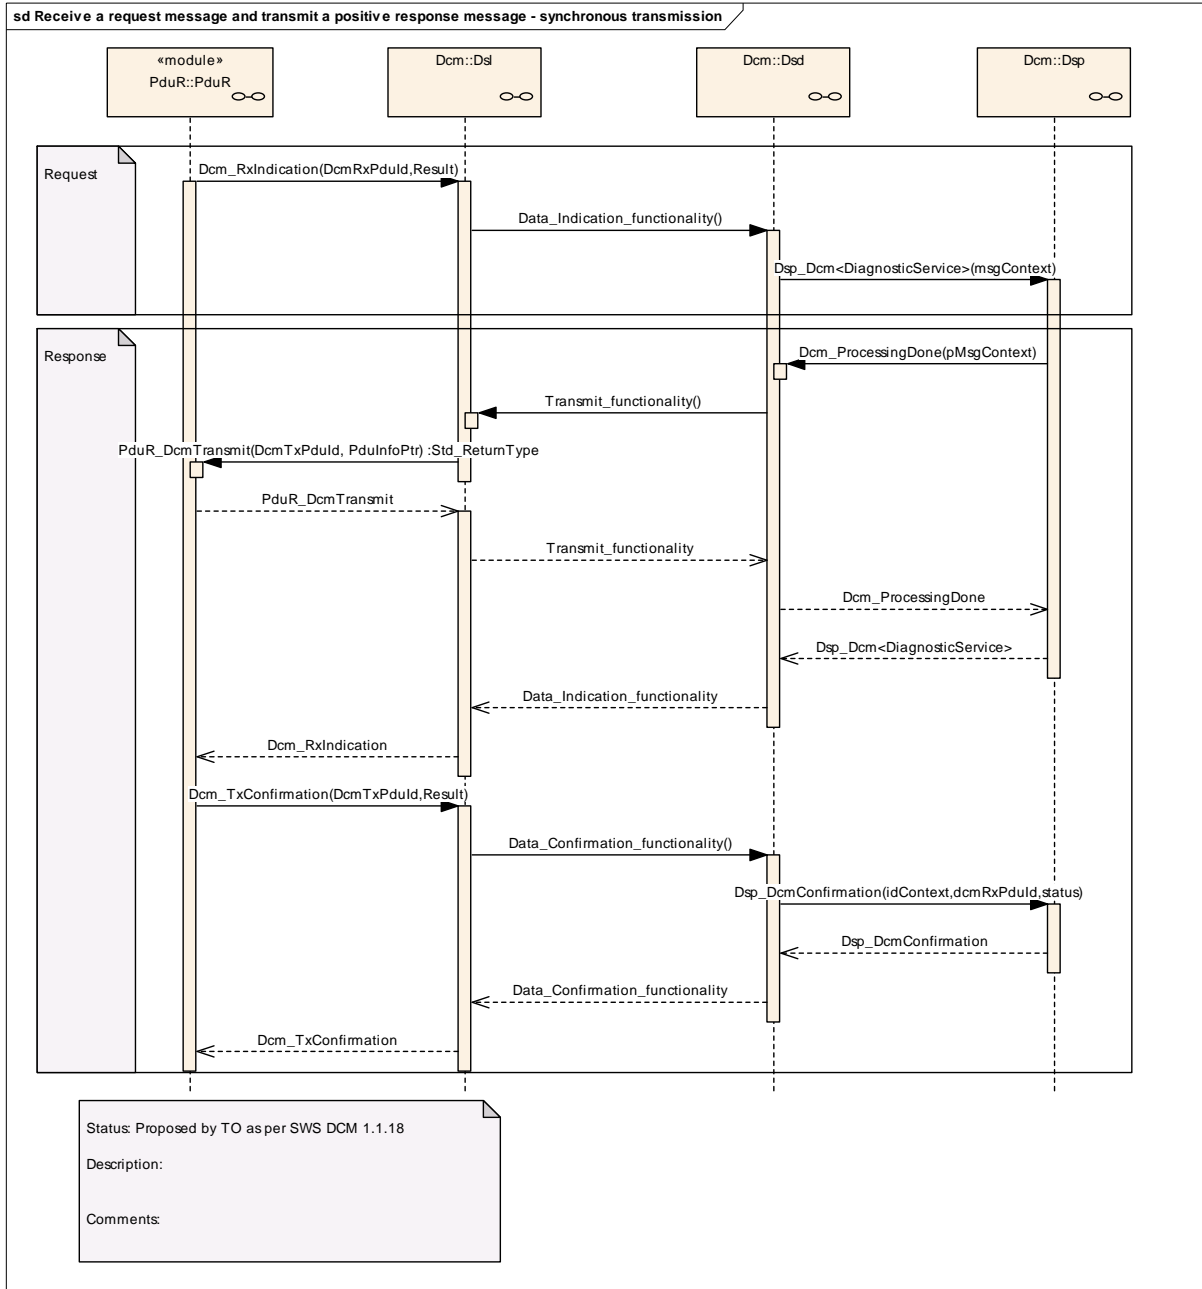 sd Receive a request message and transmit a positive response message - synchronous transmission
«module»
PduR::PduR
Dcm::Dsl
Dcm::Dsd
Dcm::Dsp
Request
Dcm_RxIndication(DcmRxPduId,Result)
Data_Indication_functionality()
Dsp_Dcm<DiagnosticService>(msgContext)
Response
Dcm_ProcessingDone(pMsgContext)
Transmit_functionality()
PduR_DcmTransmit(DcmTxPduId, PduInfoPtr) :Std_ReturnType
PduR_DcmTransmit
Transmit_functionality
Dcm_ProcessingDone
Dsp_Dcm<DiagnosticService>
Data_Indication_functionality
Dcm_RxIndication
Dcm_TxConfirmation(DcmTxPduId,Result)
Data_Confirmation_functionality()
Dsp_DcmConfirmation(idContext,dcmRxPduId,status)
Dsp_DcmConfirmation
Data_Confirmation_functionality
Dcm_TxConfirmation
Status: Proposed by TO as per SWS DCM 1.1.18
Description:
Comments: